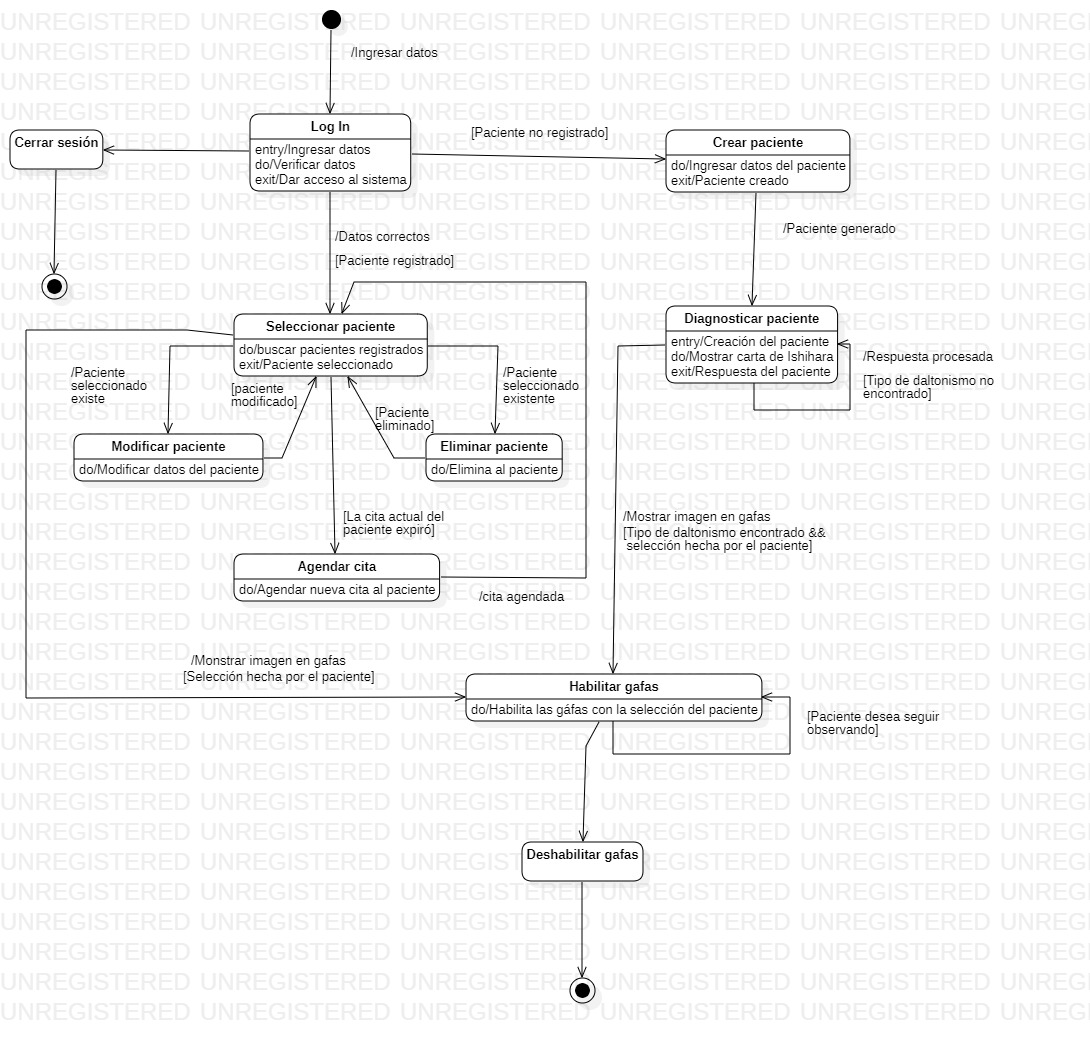 /Ingresar datos
Log In
entry/Ingresar datos
do/Verificar datos
exit/Dar acceso al sistema
Cerrar sesión
[Paciente no registrado]
Crear paciente
do/Ingresar datos del paciente
exit/Paciente creado
/Datos correctos
[Paciente registrado]
/Paciente generado
Seleccionar paciente
do/buscar pacientes registrados
exit/Paciente seleccionado
Diagnosticar paciente
entry/Creación del paciente
do/Mostrar carta de Ishihara
exit/Respuesta del paciente
/Respuesta procesada
[Tipo de daltonismo no
encontrado]
/Paciente
seleccionado
existe
[paciente
modificado]
[Paciente
eliminado]
/Paciente
seleccionado
existente
Modificar paciente
do/Modificar datos del paciente
Eliminar paciente
do/Elimina al paciente
[La cita actual del
paciente expiró]
/Mostrar imagen en gafas
[Tipo de daltonismo encontrado &&
selección hecha por el paciente]
Agendar cita
do/Agendar nueva cita al paciente
/cita agendada
/Monstrar imagen en gafas
[Selección hecha por el paciente]
Habilitar gafas
do/Habilita las gáfas con la selección del paciente
[Paciente desea seguir
observando]
Deshabilitar gafas
UNREGISTERED